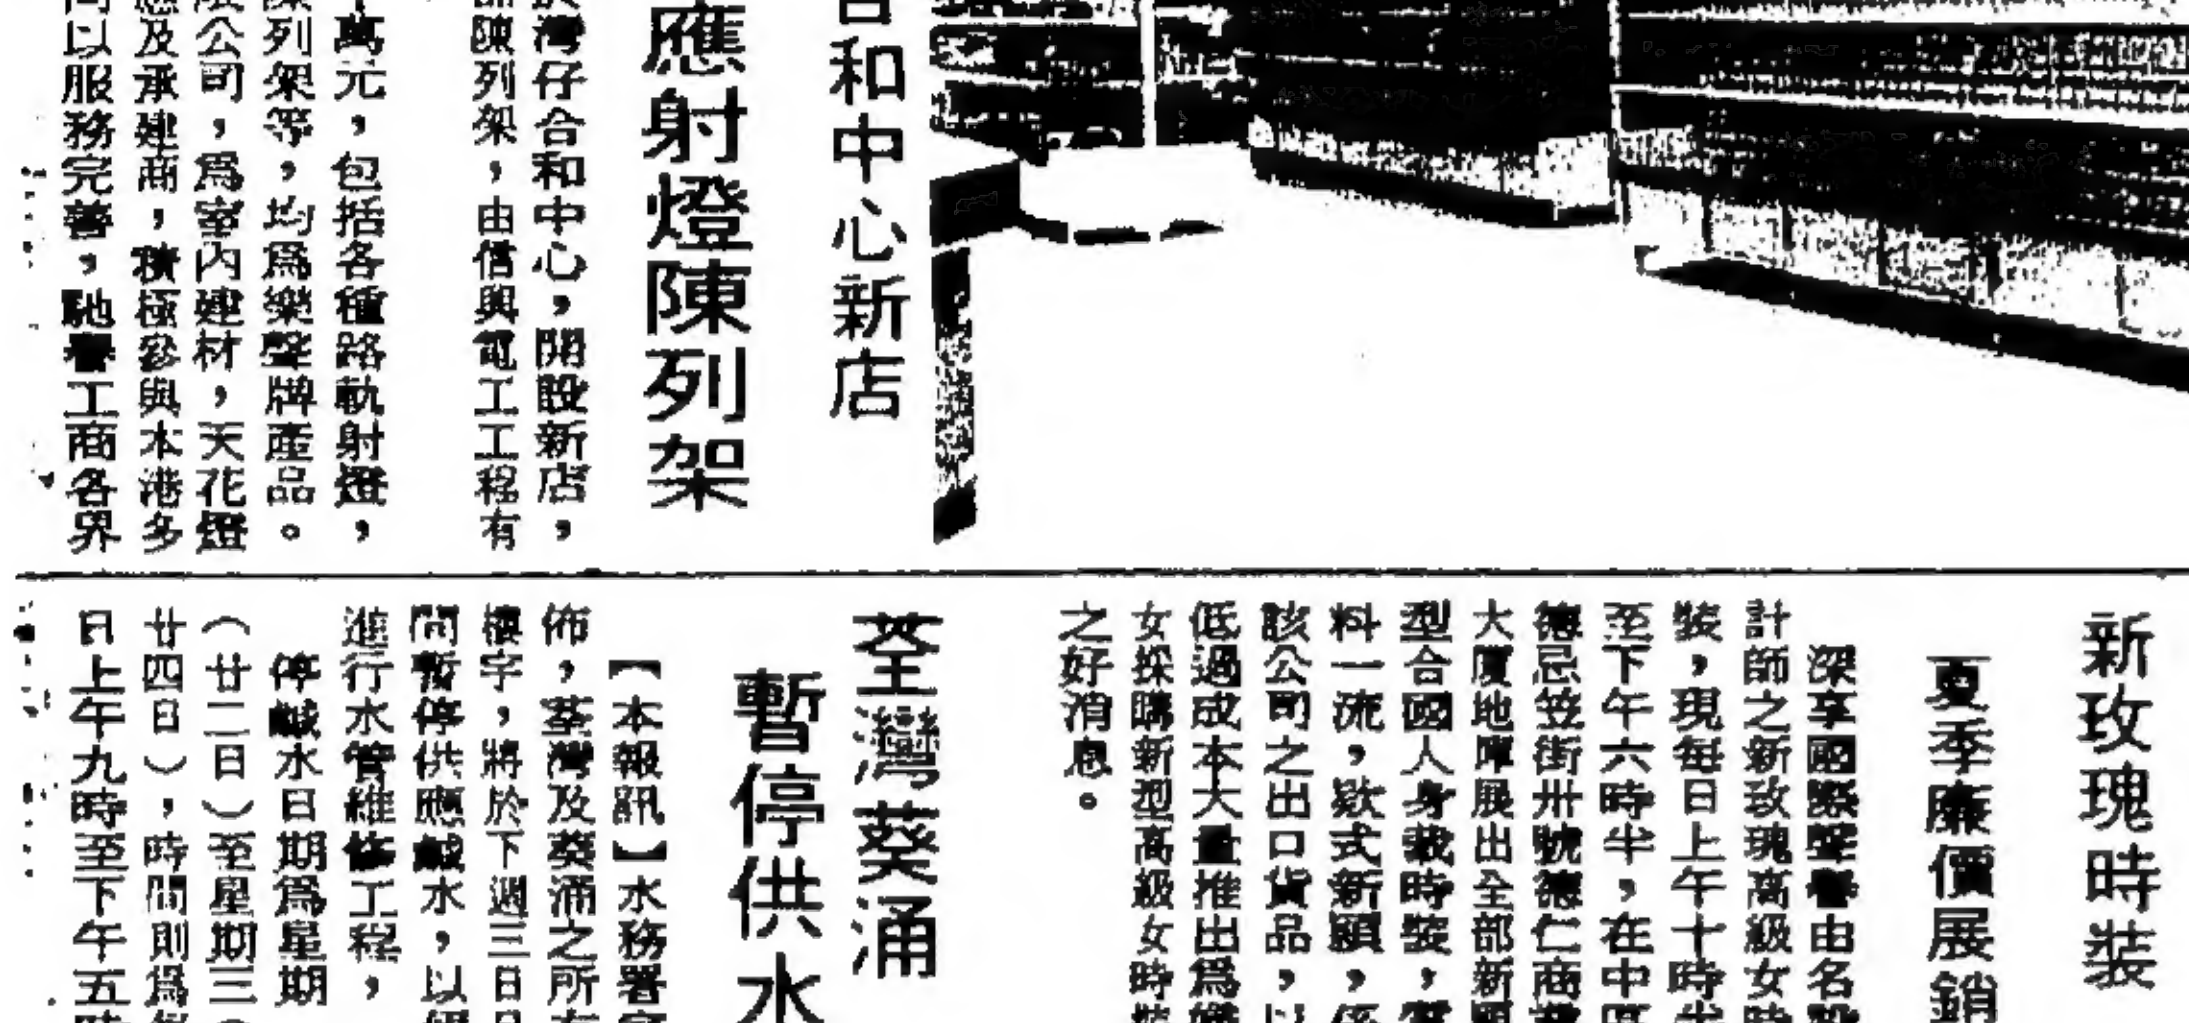 合和中心新店
應射燈陳列架
灣仔合和中心，開設新店，
陳列架，由信興電工工程有
萬元，包括各種路軌射燈，
陳列架等，均爲樂聲牌產品。
限公司，爲室內建材，天花燈
應及承建商，積極參與本港多
以服務完善，馳譽工商各界
新玫瑰時裝
夏季廉價展銷
深享國際聲譽由名設
計師之新玫瑰高級女時
裝，現每日上午十時半
至下午六時半，在中區
德忌笠街卅號德仁商業
大廈地庫展出全部新
型合國人身裁時裝，
料一流，欵式新穎，係
該公司之出口貨品，以
低過成本大量推出爲
女採購新型高級女時裝
之好消息。
荃灣葵涌
暫停供水
【本報訊】水務署宣
佈，荃灣及葵涌之所有
樓宇，將於下週三日
間暫停供應鹹水，以便
進行水管維修工程，
停鹹水日期爲星期
（廿二日）至星期三（
廿四日），時間則爲每
日上午九時至下午五時